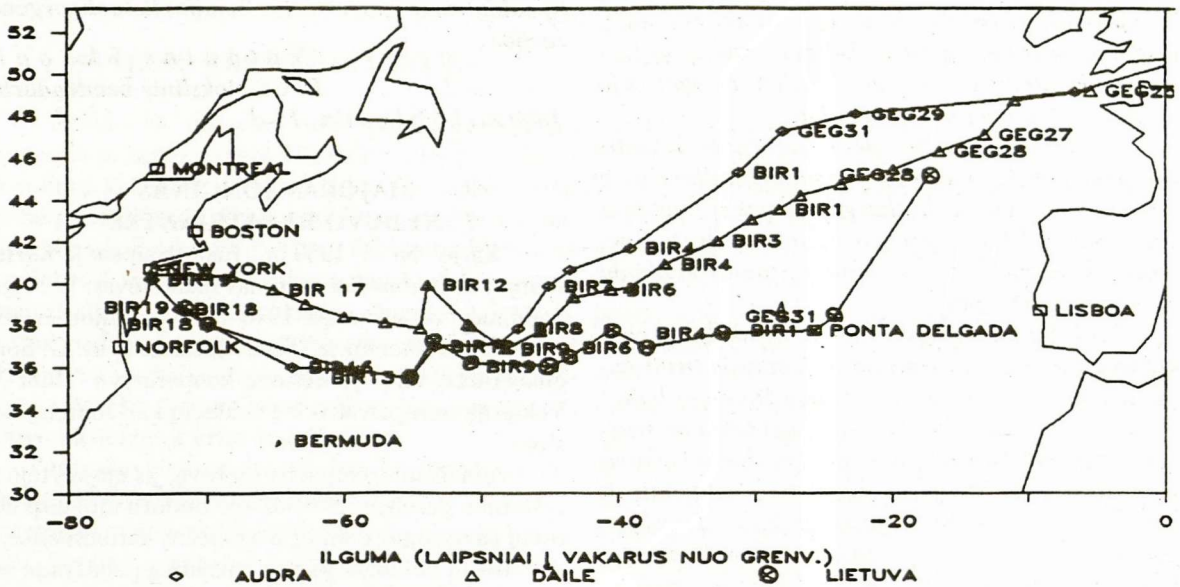 52
50
48
46
44
42
40
38
36
34
32
30
-80
-60
-40
-20
0
MONTREAL
BOSTON
NEW YORK
NORFOLK
BERMUDA
PONTA DELGADA
LISBOA
GEG25
GEG29
GEG31
GEG27
GEG28
GEG28
BIR1
BIR1
BIR3
BIR4
BIR4
BIR6
BIR7
BIR12
BIR 17
BIR19
BIR18
BIR18
BIR8
BIR9
BIR9
BIR6
BIR4
BIR1
GEG31
BIR13
ILGUMA (LAIPSNIAI Į VAKARUS NUO GRENV.)
AUDRA DAILE LIETUVA